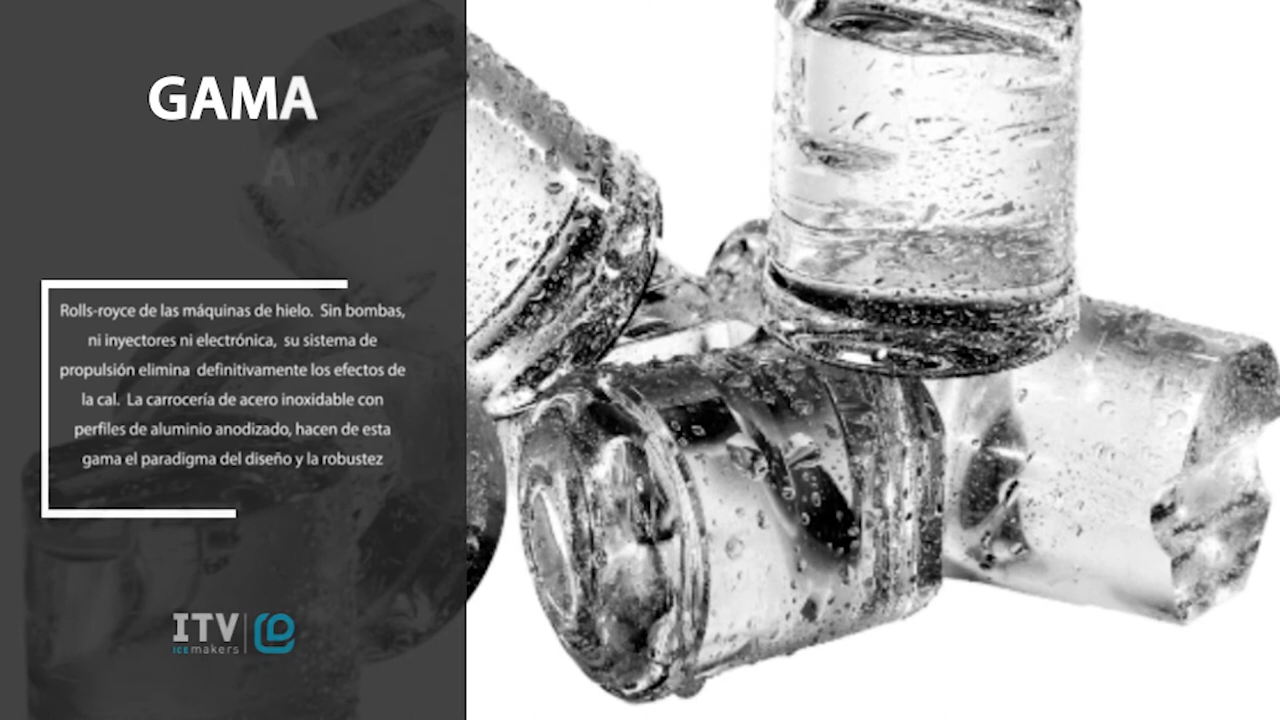 GAMA
Rolls-royce de las máquinas de hielo. Sin bombas,
ni inyectores ni electrónica, su sistema de
propulsión elimina definitivamente los efectos de
la cal. La carrocería de acero inoxidable con
perfiles de aluminio anodizado, hacen de esta
gama el paradigma del diseño y la robustez
ITV
icemakers